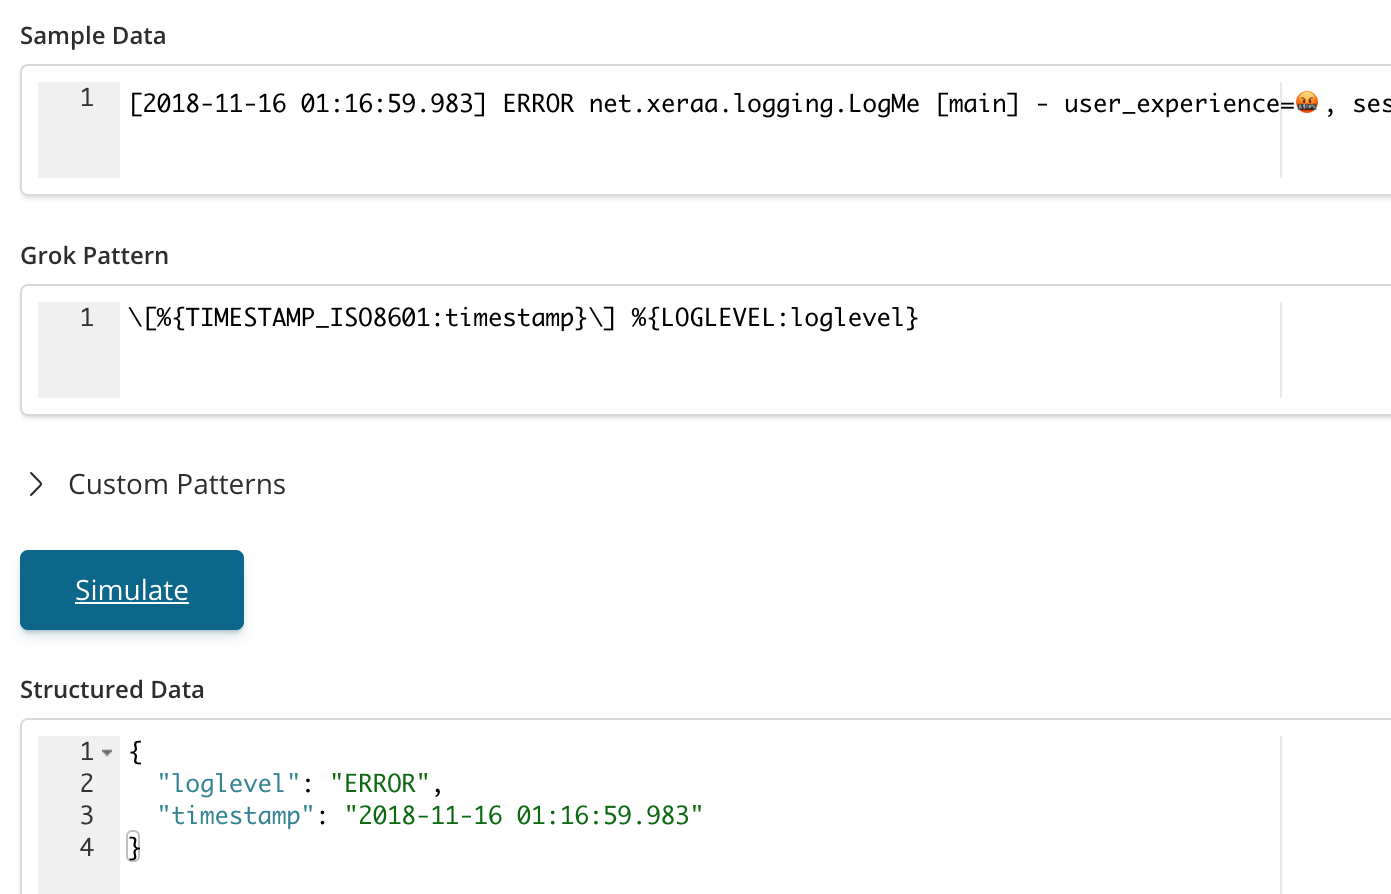 Sample Data
1 [2018-11-16 01:16:59.983] ERROR net.xeraa.logging.LogMe [main] - user_experience=🤬, ses
Grok Pattern
1 \[%{TIMESTAMP_ISO8601:timestamp}\] %{LOGLEVEL:loglevel}
Custom Patterns
Simulate
Structured Data
1 {
2 "loglevel": "ERROR",
3 "timestamp": "2018-11-16 01:16:59.983"
4 }